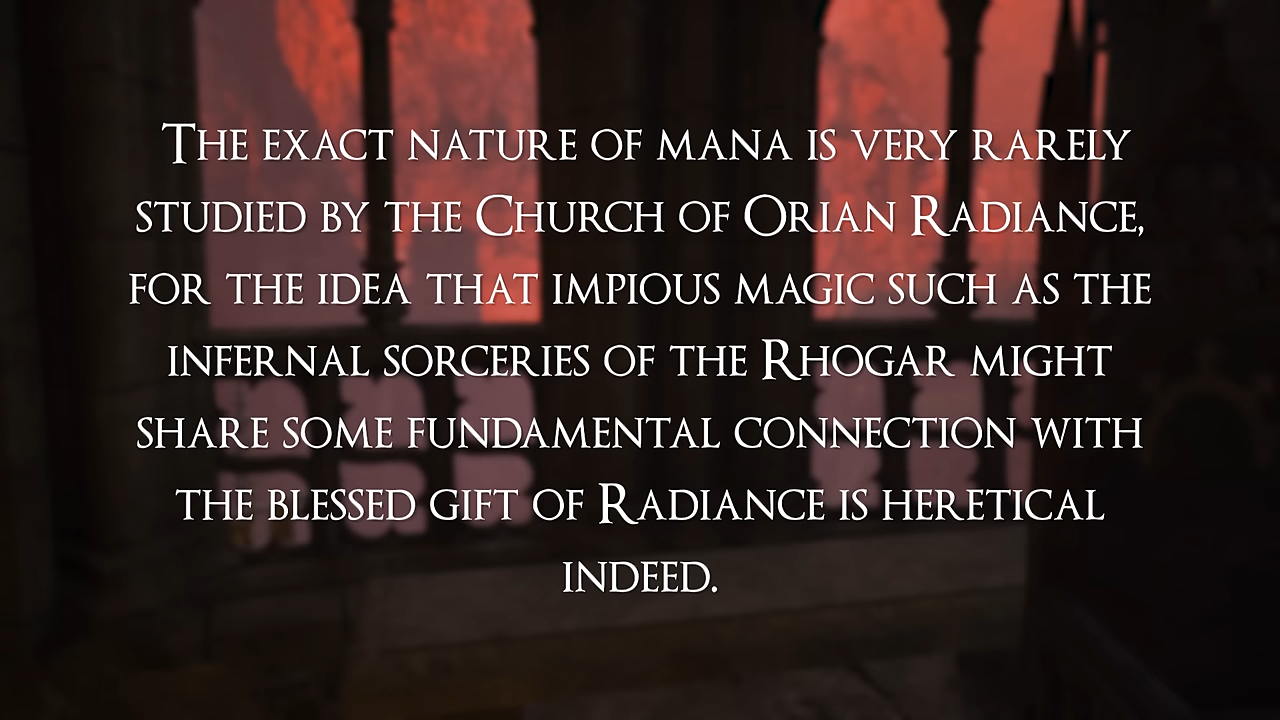 The exact nature of mana is very rarely
studied by the Church of Orian Radiance,
for the idea that impious magic such as the
infernal sorceries of the Rhogar might
share some fundamental connection with
the blessed gift of Radiance is heretical
indeed.